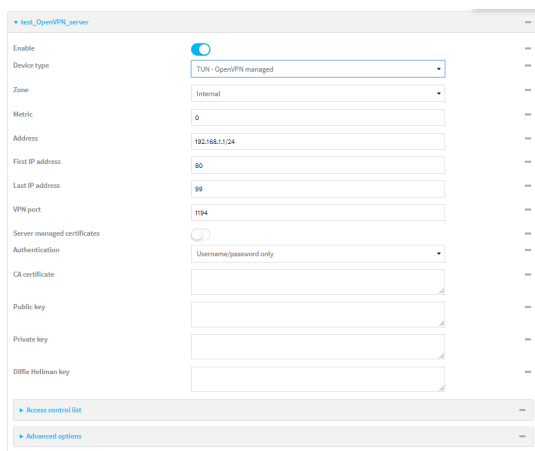 test_OpenVPN_server
Enable
Device type
TUN - OpenVPN managed
Zone
Internal
Metric
0
Address
192.168.1.1/24
First IP address
80
Last IP address
99
VPN port
1194
Server managed certificates
Authentication
Username/password only
CA certificate
Public key
Private key
Diffie Hellman key
Access control list
Advanced options